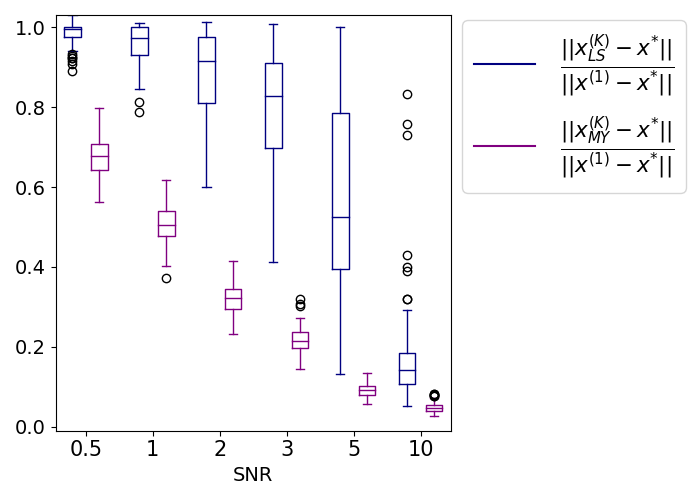 1.0
0.8
0.6
0.4
0.2
0.0
0.5 1 2 3 5 10
SNR
||x_{LS}^{(K)} − x^*||
||x^{(1)} − x^*||
||x_{MY}^{(K)} − x^*||
||x^{(1)} − x^*||